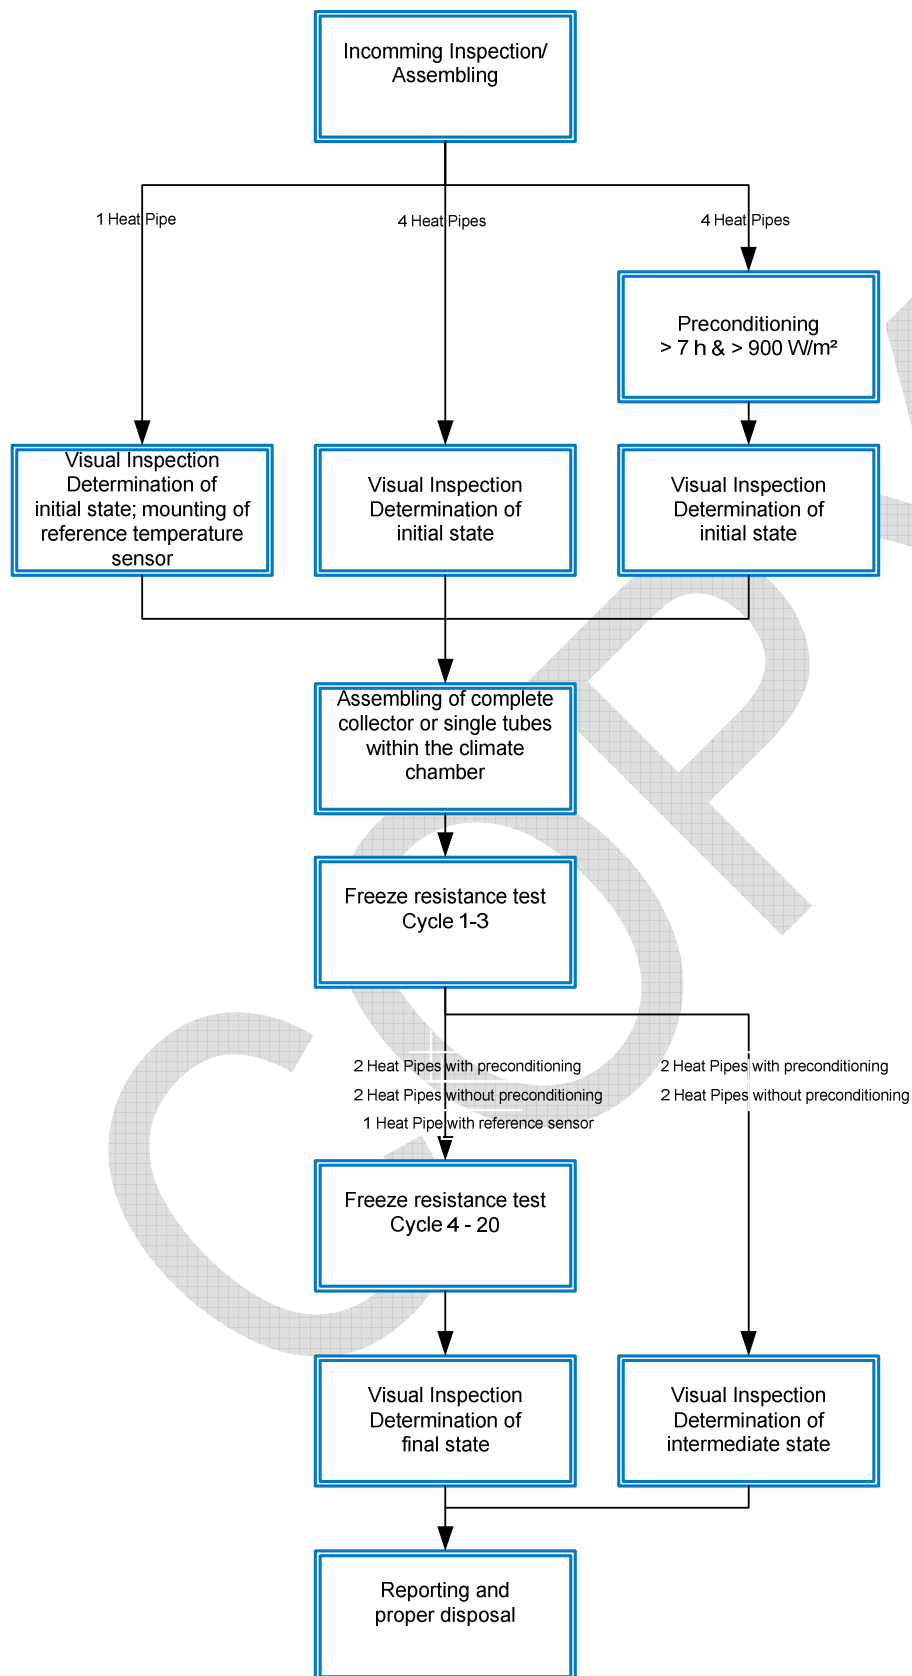 Incomming Inspection/
Assembling
1 Heat Pipe
4 Heat Pipes
4 Heat Pipes
Preconditioning
> 7 h & > 900 W/m²
Visual Inspection
Determination of
initial state; mounting of
reference temperature
sensor
Visual Inspection
Determination of
initial state
Visual Inspection
Determination of
initial state
Assembling of complete
collector or single tubes
within the climate
chamber
Freeze resistance test
Cycle 1-3
2 Heat Pipes with preconditioning
2 Heat Pipes without preconditioning
1 Heat Pipe with reference sensor
2 Heat Pipes with preconditioning
2 Heat Pipes without preconditioning
Freeze resistance test
Cycle 4 - 20
Visual Inspection
Determination of
final state
Visual Inspection
Determination of
intermediate state
Reporting and
proper disposal
COPY